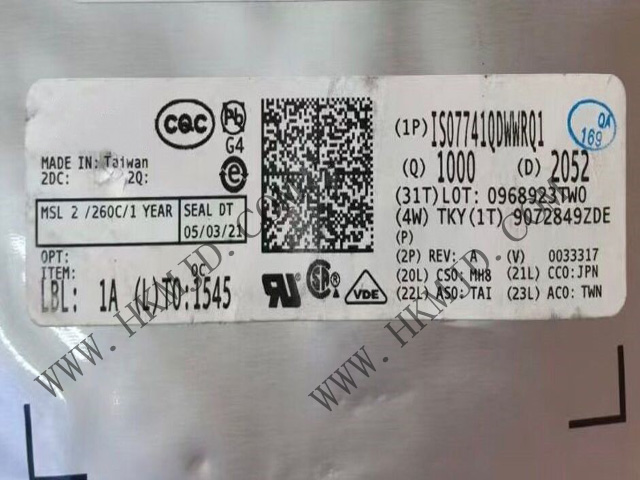 CQC
Pb
G4
e
MADE IN: Taiwan
2DC: 2Q:
MSL 2 /260C/1 YEAR
SEAL DT
05/03/21
OPT:
ITEM:
LBL: 1A (L)TO:1545
UL
VDE
(1P) ISO7741QDWWRQ1
(Q) 1000 (D) 2052
(31T) LOT: 0968923TWO
(4W) TKY(1T) 9072849ZDE
(P)
(2P) REV: A (V) 0033317
(20L) CSO: MH8 (21L) CCO:JPN
(22L) ASO: TAI (23L) ACO: TWN
QA
169
WWW.HKMJD.COM
WWW.HKMJD.COM